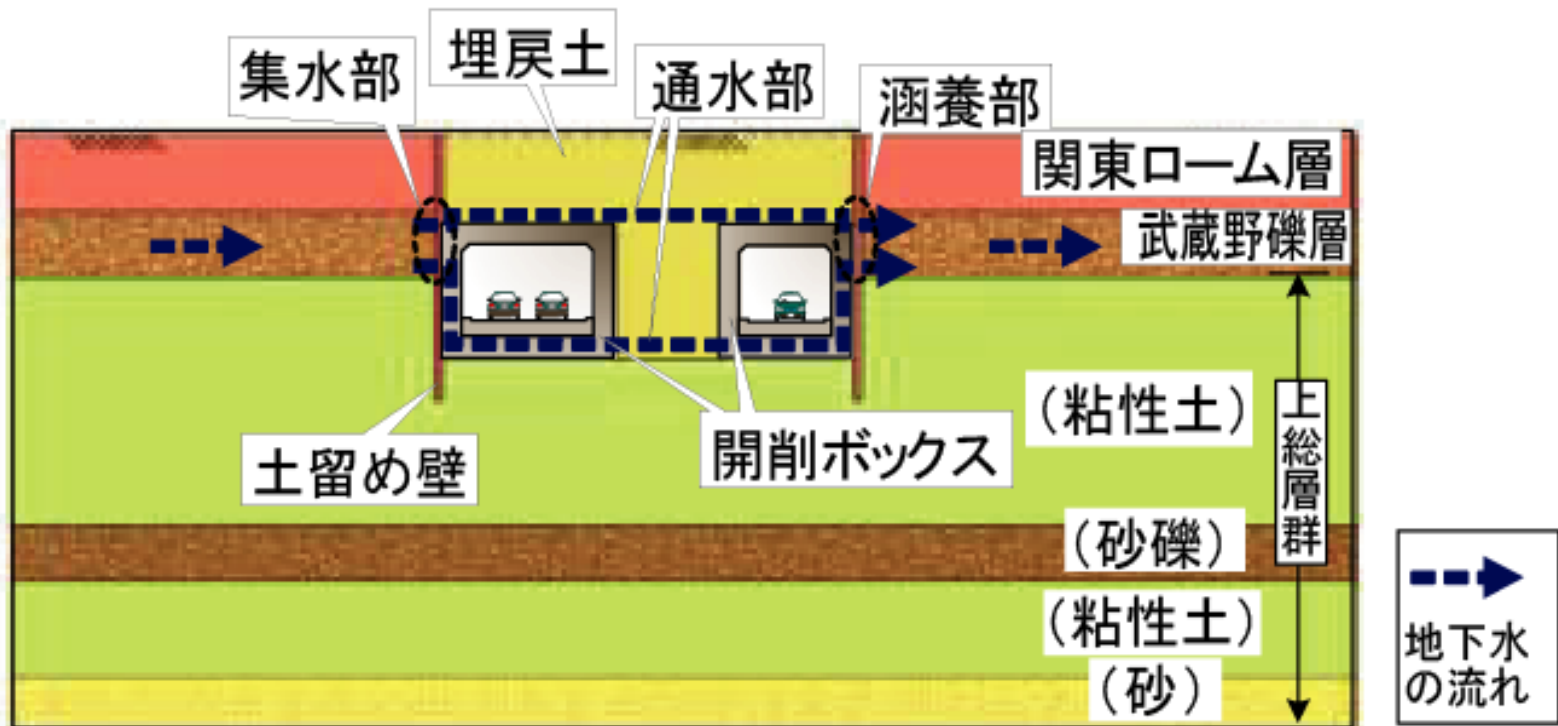 埋戻土
集水部
通水部
涵養部
関東ローム層
武蔵野礫層
土留め壁
開削ボックス
(粘性土)
上総層群
(砂礫)
(粘性土)
(砂)
地下水
の流れ